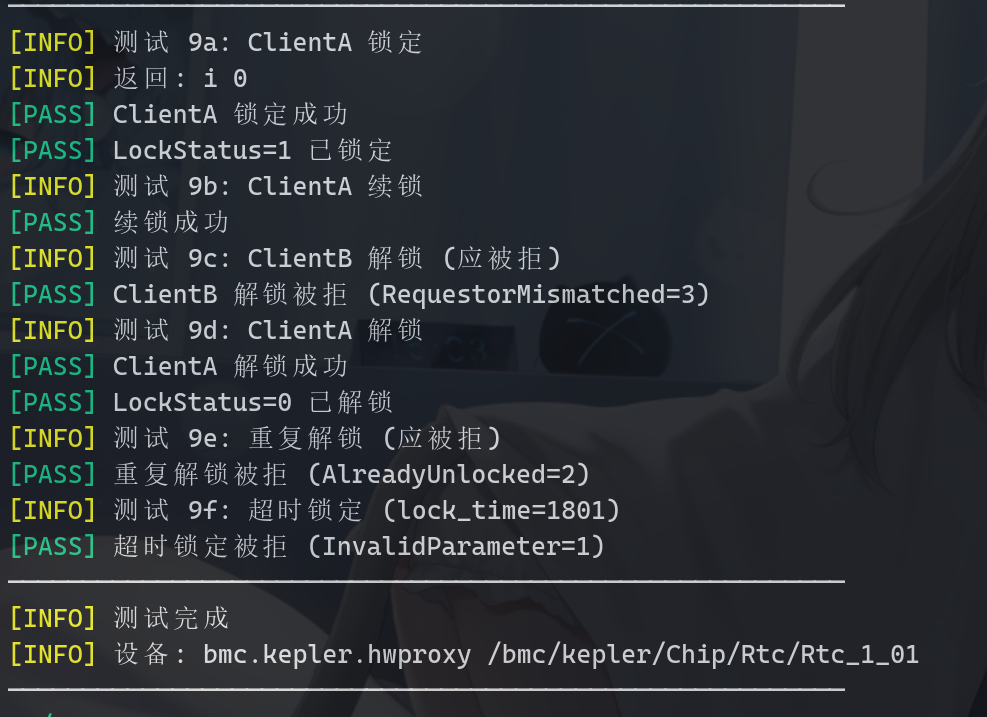 [INFO] 测试 9a: ClientA 锁定
[INFO] 返回: i 0
[PASS] ClientA 锁定成功
[PASS] LockStatus=1 已锁定
[INFO] 测试 9b: ClientA 续锁
[PASS] 续锁成功
[INFO] 测试 9c: ClientB 解锁 (应被拒)
[PASS] ClientB 解锁被拒 (RequestorMismatched=3)
[INFO] 测试 9d: ClientA 解锁
[PASS] ClientA 解锁成功
[PASS] LockStatus=0 已解锁
[INFO] 测试 9e: 重复解锁 (应被拒)
[PASS] 重复解锁被拒 (AlreadyUnlocked=2)
[INFO] 测试 9f: 超时锁定 (lock_time=1801)
[PASS] 超时锁定被拒 (InvalidParameter=1)
[INFO] 测试完成
[INFO] 设备: bmc.kepler.hwproxy /bmc/kepler/Chip/Rtc/Rtc_1_01